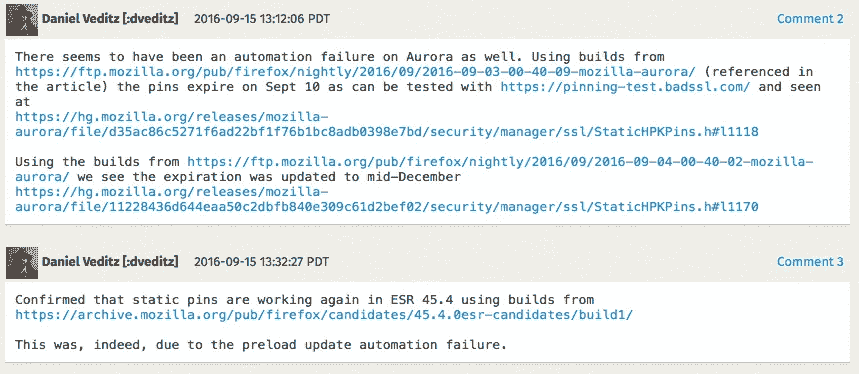 Daniel Veditz [:dveditz] 2016-09-15 13:12:06 PDT Comment 2
There seems to have been an automation failure on Aurora as well. Using builds from
https://ftp.mozilla.org/pub/firefox/nightly/2016/09/2016-09-03-00-40-09-mozilla-aurora/ (referenced in
the article) the pins expire on Sept 10 as can be tested with https://pinning-test.badssl.com/ and seen
at
https://hg.mozilla.org/releases/mozilla-
aurora/file/d35ac86c5271f6ad22bf1f76b1bc8adb0398e7bd/security/manager/ssl/StaticHPKPins.h#l1118
Using the builds from https://ftp.mozilla.org/pub/firefox/nightly/2016/09/2016-09-04-00-40-02-mozilla-
aurora/ we see the expiration was updated to mid-December
https://hg.mozilla.org/releases/mozilla-
aurora/file/11228436d644eaa50c2dbfb840e309c61d2bef02/security/manager/ssl/StaticHPKPins.h#l1170
Daniel Veditz [:dveditz] 2016-09-15 13:32:27 PDT Comment 3
Confirmed that static pins are working again in ESR 45.4 using builds from
https://archive.mozilla.org/pub/firefox/candidates/45.4.0esr-candidates/build1/
This was, indeed, due to the preload update automation failure.